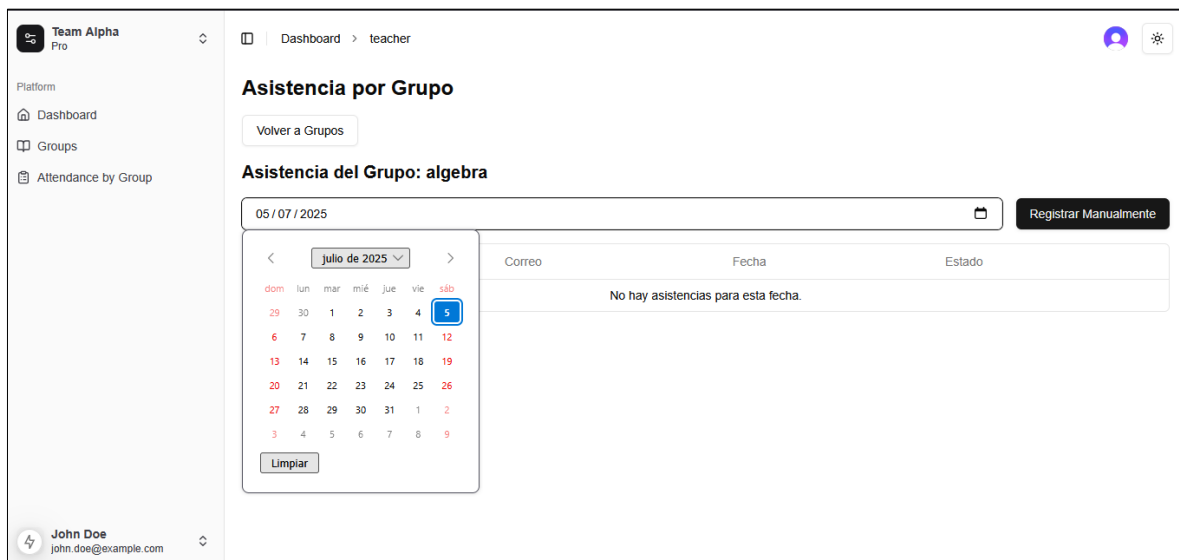 Team Alpha
Pro
Platform
Dashboard
Groups
Attendance by Group
John Doe
john.doe@example.com
Dashboard > teacher
Asistencia por Grupo
Volver a Grupos
Asistencia del Grupo: algebra
05 / 07 / 2025
Registrar Manualmente
Correo Fecha Estado
No hay asistencias para esta fecha.
julio de 2025
dom lun mar mié jue vie sáb
29 30 1 2 3 4 5
6 7 8 9 10 11 12
13 14 15 16 17 18 19
20 21 22 23 24 25 26
27 28 29 30 31 1 2
3 4 5 6 7 8 9
Limpiar